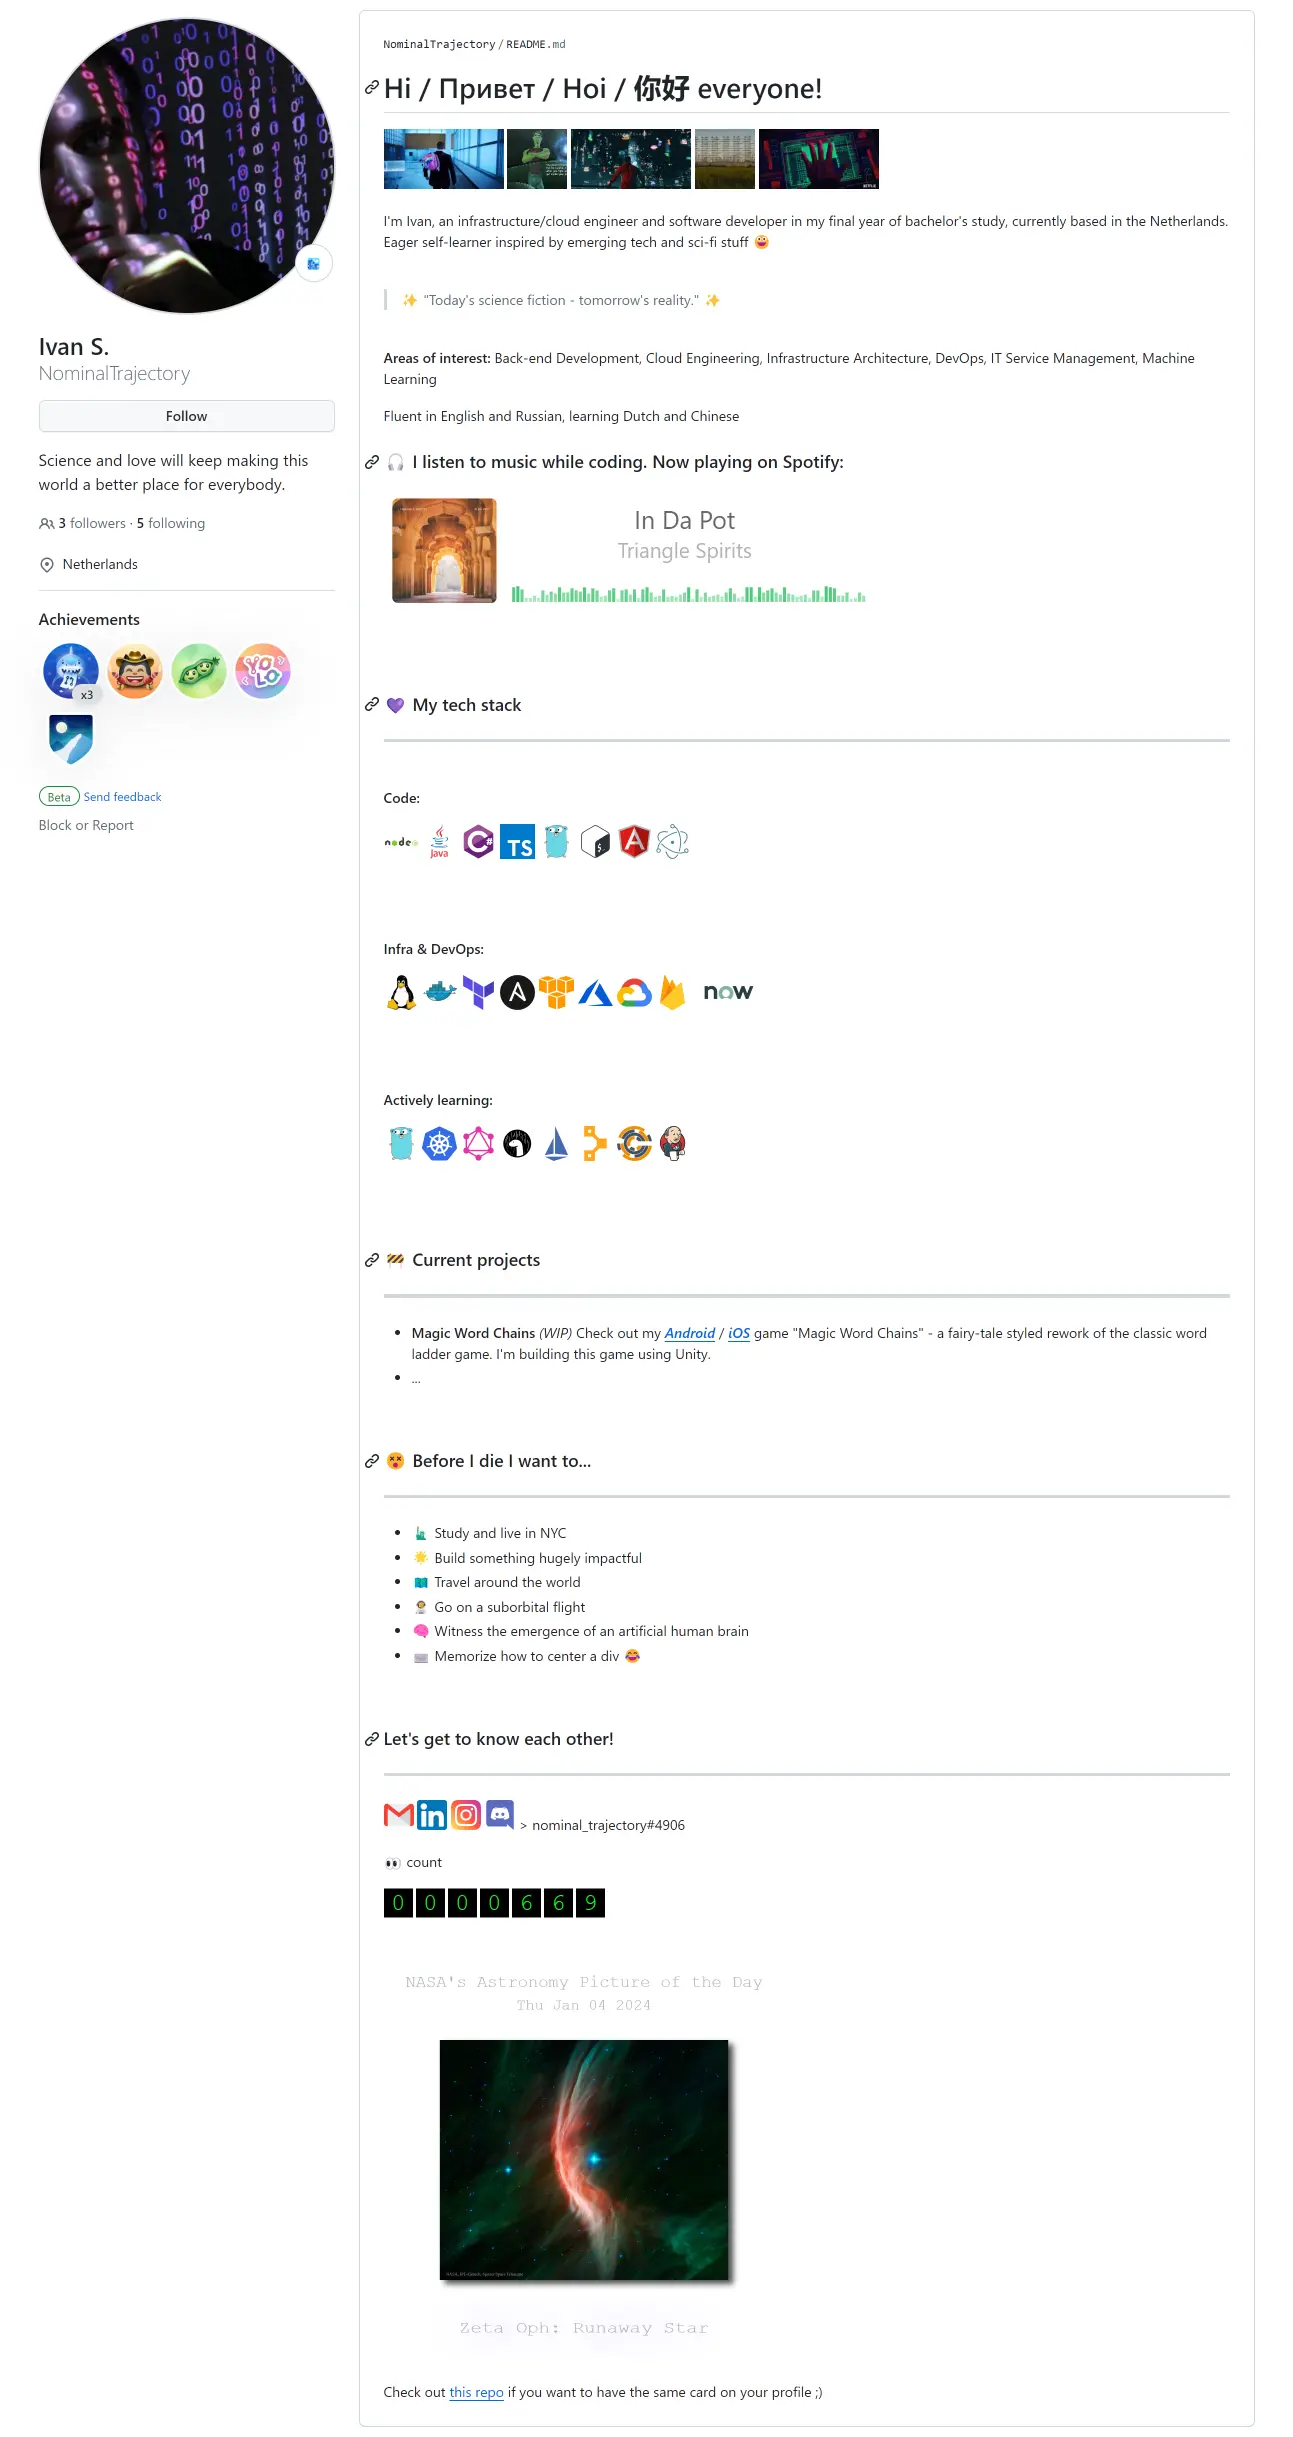 Ivan S.
NominalTrajectory
Follow
Science and love will keep making this
world a better place for everybody.
3 followers · 5 following
Netherlands
Achievements
x3
YOLO
Beta Send feedback
Block or Report
NominalTrajectory / README.md
Hi / Привет / Hoi / 你好 everyone!
I'm Ivan, an infrastructure/cloud engineer and software developer in my final year of bachelor's study, currently based in the Netherlands.
Eager self-learner inspired by emerging tech and sci-fi stuff 😀
✨ "Today's science fiction - tomorrow's reality." ✨
Areas of interest: Back-end Development, Cloud Engineering, Infrastructure Architecture, DevOps, IT Service Management, Machine
Learning
Fluent in English and Russian, learning Dutch and Chinese
🎧 I listen to music while coding. Now playing on Spotify:
In Da Pot
Triangle Spirits
💜 My tech stack
Code:
node Java C# TS $_ A
Infra & DevOps:
A now
Actively learning:
🚧 Current projects
• Magic Word Chains (WIP) Check out my Android / iOS game "Magic Word Chains" - a fairy-tale styled rework of the classic word
ladder game. I'm building this game using Unity.
• ...
😵 Before I die I want to...
• 🗽 Study and live in NYC
• 🌟 Build something hugely impactful
• 🗺️ Travel around the world
• 🧑‍🚀 Go on a suborbital flight
• 🧠 Witness the emergence of an artificial human brain
• ⌨️ Memorize how to center a div 😂
Let's get to know each other!
in > nominal_trajectory#4906
👀 count
0 0 0 0 6 6 9
NASA's Astronomy Picture of the Day
Thu Jan 04 2024
Zeta Oph: Runaway Star
Check out this repo if you want to have the same card on your profile ;)